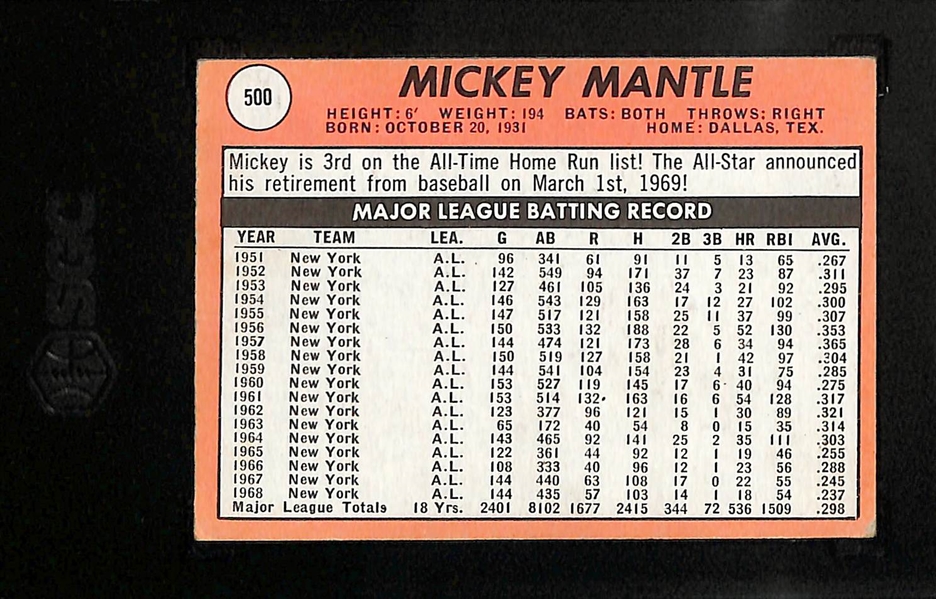 500
MICKEY MANTLE
HEIGHT: 6' WEIGHT: 194 BATS: BOTH THROWS: RIGHT
BORN: OCTOBER 20, 1931 HOME: DALLAS, TEX.
Mickey is 3rd on the All-Time Home Run list! The All-Star announced
his retirement from baseball on March 1st, 1969!
MAJOR LEAGUE BATTING RECORD
YEAR TEAM LEA. G AB R H 2B 3B HR RBI AVG.
1951 New York A.L. 96 341 61 91 11 5 13 65 .267
1952 New York A.L. 142 549 94 171 37 7 23 87 .311
1953 New York A.L. 127 461 105 136 24 3 21 92 .295
1954 New York A.L. 146 543 129 163 17 12 27 102 .300
1955 New York A.L. 147 517 121 158 25 11 37 99 .307
1956 New York A.L. 150 533 132 188 22 5 52 130 .353
1957 New York A.L. 144 474 121 173 28 6 34 94 .365
1958 New York A.L. 150 519 127 158 21 1 42 97 .304
1959 New York A.L. 144 541 104 154 23 4 31 75 .285
1960 New York A.L. 153 527 119 145 17 6 40 94 .275
1961 New York A.L. 153 514 132 163 16 6 54 128 .317
1962 New York A.L. 123 377 96 121 15 1 30 89 .321
1963 New York A.L. 65 172 40 54 8 0 15 35 .314
1964 New York A.L. 143 465 92 141 25 2 35 111 .303
1965 New York A.L. 122 361 44 92 12 1 19 46 .255
1966 New York A.L. 108 333 40 96 12 1 23 56 .288
1967 New York A.L. 144 440 63 108 17 0 22 55 .245
1968 New York A.L. 144 435 57 103 14 1 18 54 .237
Major League Totals 18 Yrs. 2401 8102 1677 2415 344 72 536 1509 .298
SGC